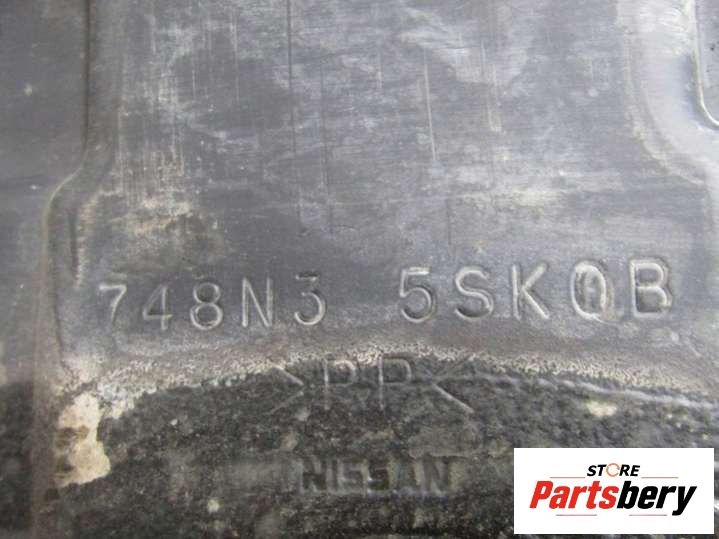 748N3 5SK0B
>PP<
NISSAN
STORE
Partsbery